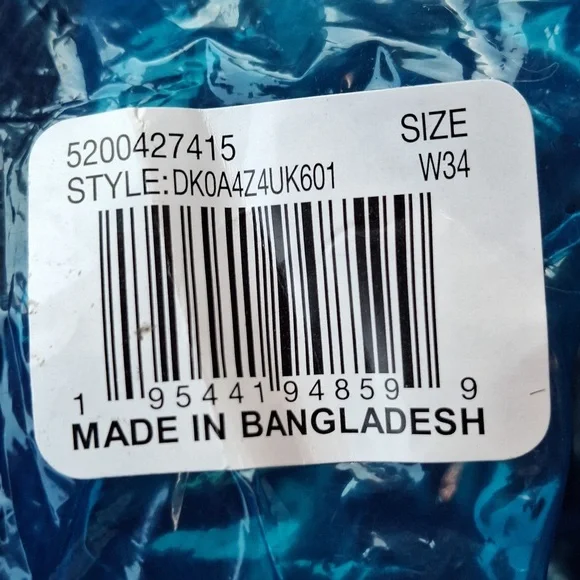 5200427415
SIZE
STYLE:DK0A4Z4UK601
W34
1 95441 94859 9
MADE IN BANGLADESH